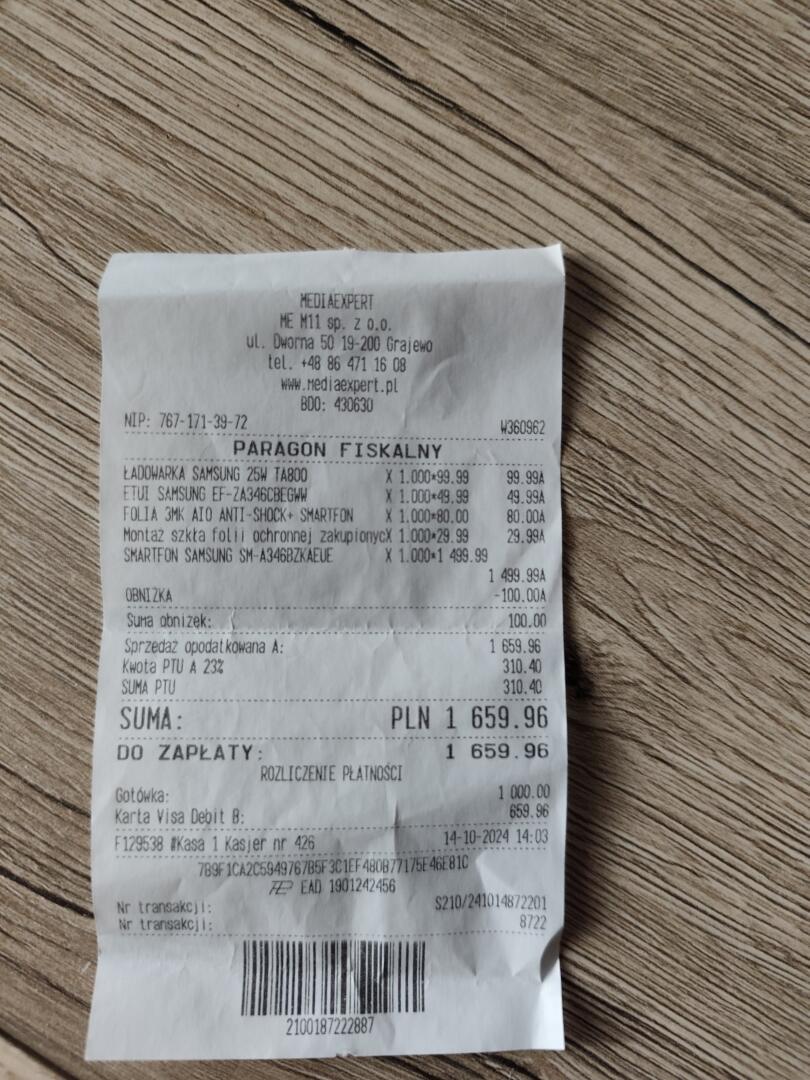 MEDIAEXPERT
ME M11 sp. z o.o.
ul. Dworna 50 19-200 Grajewo
tel. +48 86 471 16 08
www.mediaexpert.pl
BDO: 430630
NIP: 767-171-39-72 W360962
PARAGON FISKALNY
ŁADOWARKA SAMSUNG 25W TA800 X 1.000*99.99 99.99A
ETUI SAMSUNG EF-ZA346CBEGWW X 1.000*49.99 49.99A
FOLIA 3MK AIO ANTI-SHOCK+ SMARTFON X 1.000*80.00 80.00A
Montaż szkła folii ochronnej zakupionycX 1.000*29.99 29.99A
SMARTFON SAMSUNG SM-A346BZKAEUE X 1.000*1 499.99
1 499.99A
OBNIŻKA -100.00A
Suma obniżek: 100.00
Sprzedaż opodatkowana A: 1 659.96
Kwota PTU A 23% 310.40
SUMA PTU 310.40
SUMA: PLN 1 659.96
DO ZAPŁATY: 1 659.96
ROZLICZENIE PŁATNOŚCI
Gotówka: 1 000.00
Karta Visa Debit B: 659.96
F129538 #Kasa 1 Kasjer nr 426 14-10-2024 14:03
7B9F1CA2C5949767B5F3C1EF480B77175E46E81C
EAD 1901242456
Nr transakcji: S210/241014872201
Nr transakcji: 8722
2100187222887